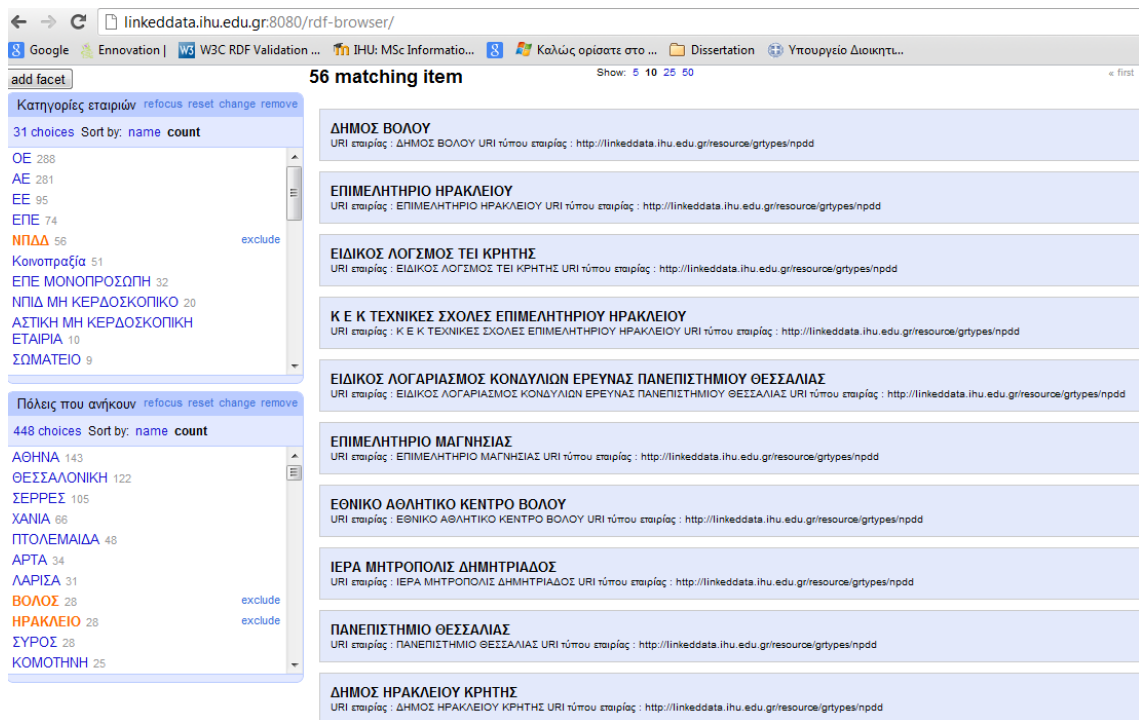 linkeddata.ihu.edu.gr:8080/rdf-browser/
Google Ennovation | W3C RDF Validation ... IHU: MSc Informatio... Καλώς ορίσατε στο ... Dissertation Υπουργείο Διοικητι...
add facet
56 matching item
Show: 5 10 25 50
« first
Κατηγορίες εταιριών refocus reset change remove
31 choices Sort by: name count
ΟΕ 288
ΑΕ 281
ΕΕ 95
ΕΠΕ 74
ΝΠΔΔ 56 exclude
Κοινοπραξία 51
ΕΠΕ ΜΟΝΟΠΡΟΣΩΠΗ 32
ΝΠΙΔ ΜΗ ΚΕΡΔΟΣΚΟΠΙΚΟ 20
ΑΣΤΙΚΗ ΜΗ ΚΕΡΔΟΣΚΟΠΙΚΗ
ΕΤΑΙΡΙΑ 10
ΣΩΜΑΤΕΙΟ 9
Πόλεις που ανήκουν refocus reset change remove
448 choices Sort by: name count
ΑΘΗΝΑ 143
ΘΕΣΣΑΛΟΝΙΚΗ 122
ΣΕΡΡΕΣ 105
ΧΑΝΙΑ 66
ΠΤΟΛΕΜΑΙΔΑ 48
ΑΡΤΑ 34
ΛΑΡΙΣΑ 31
ΒΟΛΟΣ 28 exclude
ΗΡΑΚΛΕΙΟ 28 exclude
ΣΥΡΟΣ 28
ΚΟΜΟΤΗΝΗ 25
ΔΗΜΟΣ ΒΟΛΟΥ
URI εταιρίας : ΔΗΜΟΣ ΒΟΛΟΥ URI τύπου εταιρίας : http://linkeddata.ihu.edu.gr/resource/grtypes/npdd
ΕΠΙΜΕΛΗΤΗΡΙΟ ΗΡΑΚΛΕΙΟΥ
URI εταιρίας : ΕΠΙΜΕΛΗΤΗΡΙΟ ΗΡΑΚΛΕΙΟΥ URI τύπου εταιρίας : http://linkeddata.ihu.edu.gr/resource/grtypes/npdd
ΕΙΔΙΚΟΣ ΛΟΓΣΜΟΣ ΤΕΙ ΚΡΗΤΗΣ
URI εταιρίας : ΕΙΔΙΚΟΣ ΛΟΓΣΜΟΣ ΤΕΙ ΚΡΗΤΗΣ URI τύπου εταιρίας : http://linkeddata.ihu.edu.gr/resource/grtypes/npdd
Κ Ε Κ ΤΕΧΝΙΚΕΣ ΣΧΟΛΕΣ ΕΠΙΜΕΛΗΤΗΡΙΟΥ ΗΡΑΚΛΕΙΟΥ
URI εταιρίας : Κ Ε Κ ΤΕΧΝΙΚΕΣ ΣΧΟΛΕΣ ΕΠΙΜΕΛΗΤΗΡΙΟΥ ΗΡΑΚΛΕΙΟΥ URI τύπου εταιρίας : http://linkeddata.ihu.edu.gr/resource/grtypes/npdd
ΕΙΔΙΚΟΣ ΛΟΓΑΡΙΑΣΜΟΣ ΚΟΝΔΥΛΙΩΝ ΕΡΕΥΝΑΣ ΠΑΝΕΠΙΣΤΗΜΙΟΥ ΘΕΣΣΑΛΙΑΣ
URI εταιρίας : ΕΙΔΙΚΟΣ ΛΟΓΑΡΙΑΣΜΟΣ ΚΟΝΔΥΛΙΩΝ ΕΡΕΥΝΑΣ ΠΑΝΕΠΙΣΤΗΜΙΟΥ ΘΕΣΣΑΛΙΑΣ URI τύπου εταιρίας : http://linkeddata.ihu.edu.gr/resource/grtypes/npdd
ΕΠΙΜΕΛΗΤΗΡΙΟ ΜΑΓΝΗΣΙΑΣ
URI εταιρίας : ΕΠΙΜΕΛΗΤΗΡΙΟ ΜΑΓΝΗΣΙΑΣ URI τύπου εταιρίας : http://linkeddata.ihu.edu.gr/resource/grtypes/npdd
ΕΘΝΙΚΟ ΑΘΛΗΤΙΚΟ ΚΕΝΤΡΟ ΒΟΛΟΥ
URI εταιρίας : ΕΘΝΙΚΟ ΑΘΛΗΤΙΚΟ ΚΕΝΤΡΟ ΒΟΛΟΥ URI τύπου εταιρίας : http://linkeddata.ihu.edu.gr/resource/grtypes/npdd
ΙΕΡΑ ΜΗΤΡΟΠΟΛΙΣ ΔΗΜΗΤΡΙΑΔΟΣ
URI εταιρίας : ΙΕΡΑ ΜΗΤΡΟΠΟΛΙΣ ΔΗΜΗΤΡΙΑΔΟΣ URI τύπου εταιρίας : http://linkeddata.ihu.edu.gr/resource/grtypes/npdd
ΠΑΝΕΠΙΣΤΗΜΙΟ ΘΕΣΣΑΛΙΑΣ
URI εταιρίας : ΠΑΝΕΠΙΣΤΗΜΙΟ ΘΕΣΣΑΛΙΑΣ URI τύπου εταιρίας : http://linkeddata.ihu.edu.gr/resource/grtypes/npdd
ΔΗΜΟΣ ΗΡΑΚΛΕΙΟΥ ΚΡΗΤΗΣ
URI εταιρίας : ΔΗΜΟΣ ΗΡΑΚΛΕΙΟΥ ΚΡΗΤΗΣ URI τύπου εταιρίας : http://linkeddata.ihu.edu.gr/resource/grtypes/npdd